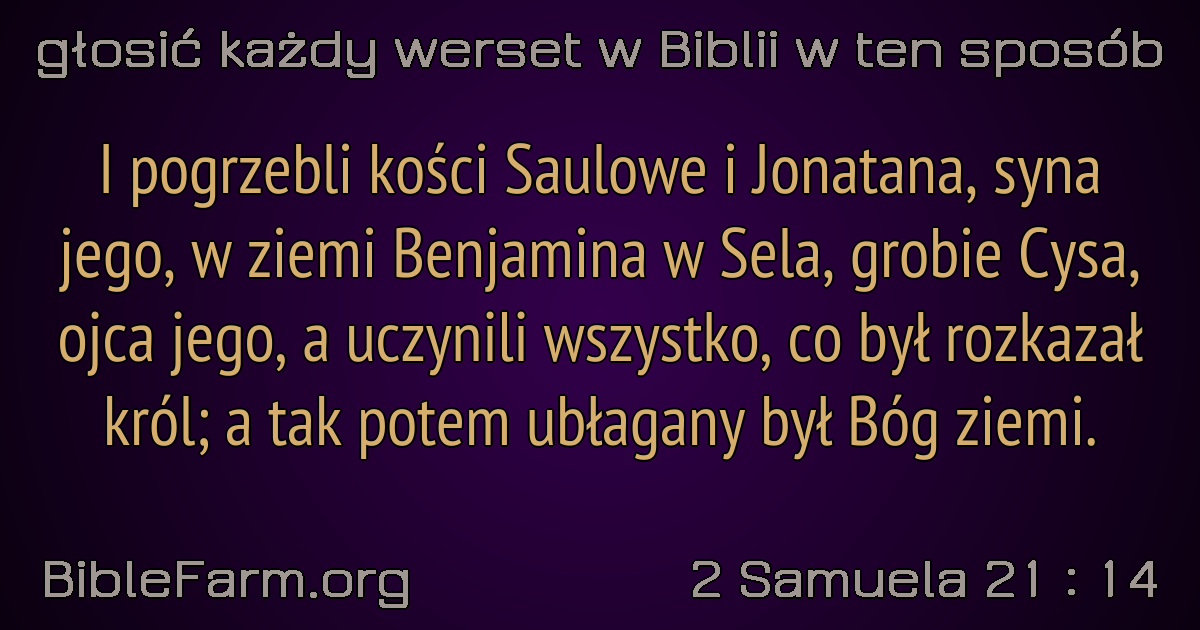 głosić każdy werset w Biblii w ten sposób
I pogrzebli kości Saulowe i Jonatana, syna
jego, w ziemi Benjamina w Sela, grobie Cysa,
ojca jego, a uczynili wszystko, co był rozkazał
król; a tak potem ubłagany był Bóg ziemi.
BibleFarm.org
2 Samuela 21 : 14